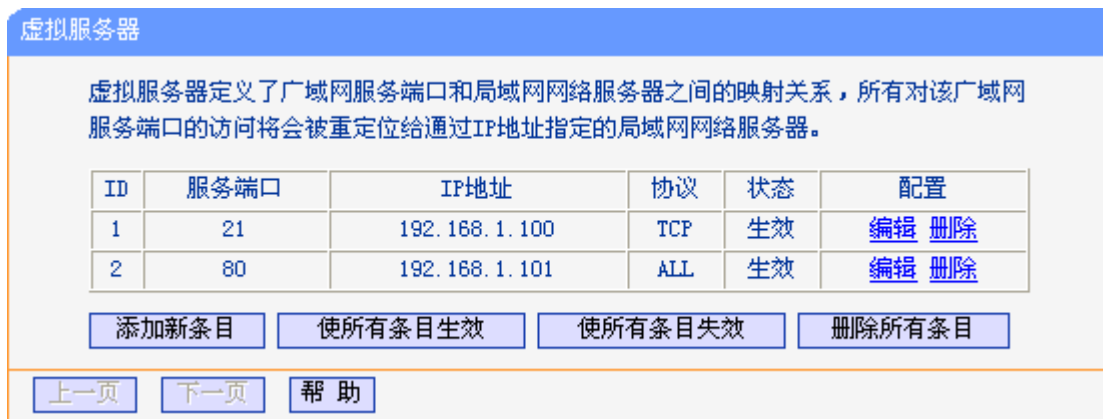 虚拟服务器
虚拟服务器定义了广域网服务端口和局域网网络服务器之间的映射关系，所有对该广域网
服务端口的访问将会被重定位给通过IP地址指定的局域网网络服务器。
ID 服务端口 IP地址 协议 状态 配置
1 21 192.168.1.100 TCP 生效 编辑 删除
2 80 192.168.1.101 ALL 生效 编辑 删除
添加新条目 使所有条目生效 使所有条目失效 删除所有条目
上一页 下一页 帮 助